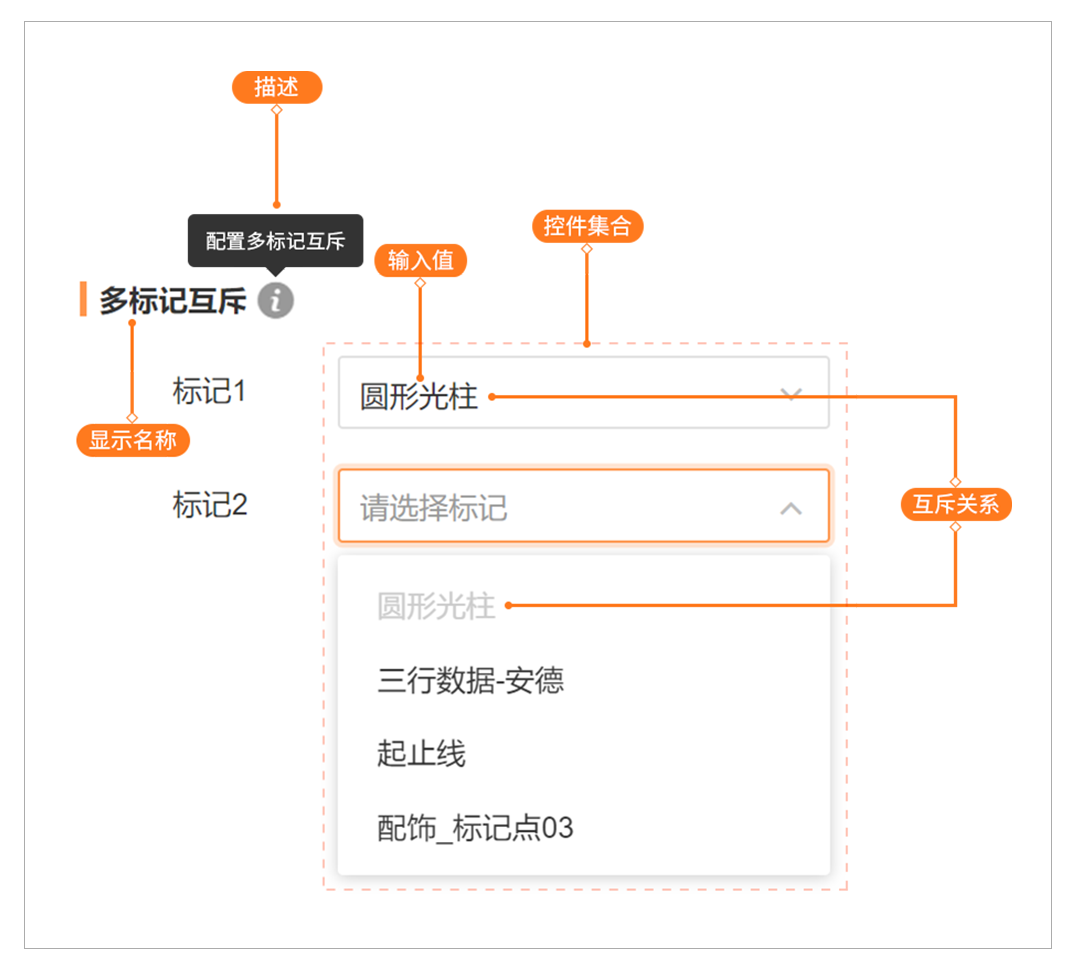 描述
配置多标记互斥
控件集合
输入值
多标记互斥
标记1
圆形光柱
显示名称
标记2
请选择标记
互斥关系
圆形光柱
三行数据-安德
起止线
配饰_标记点03